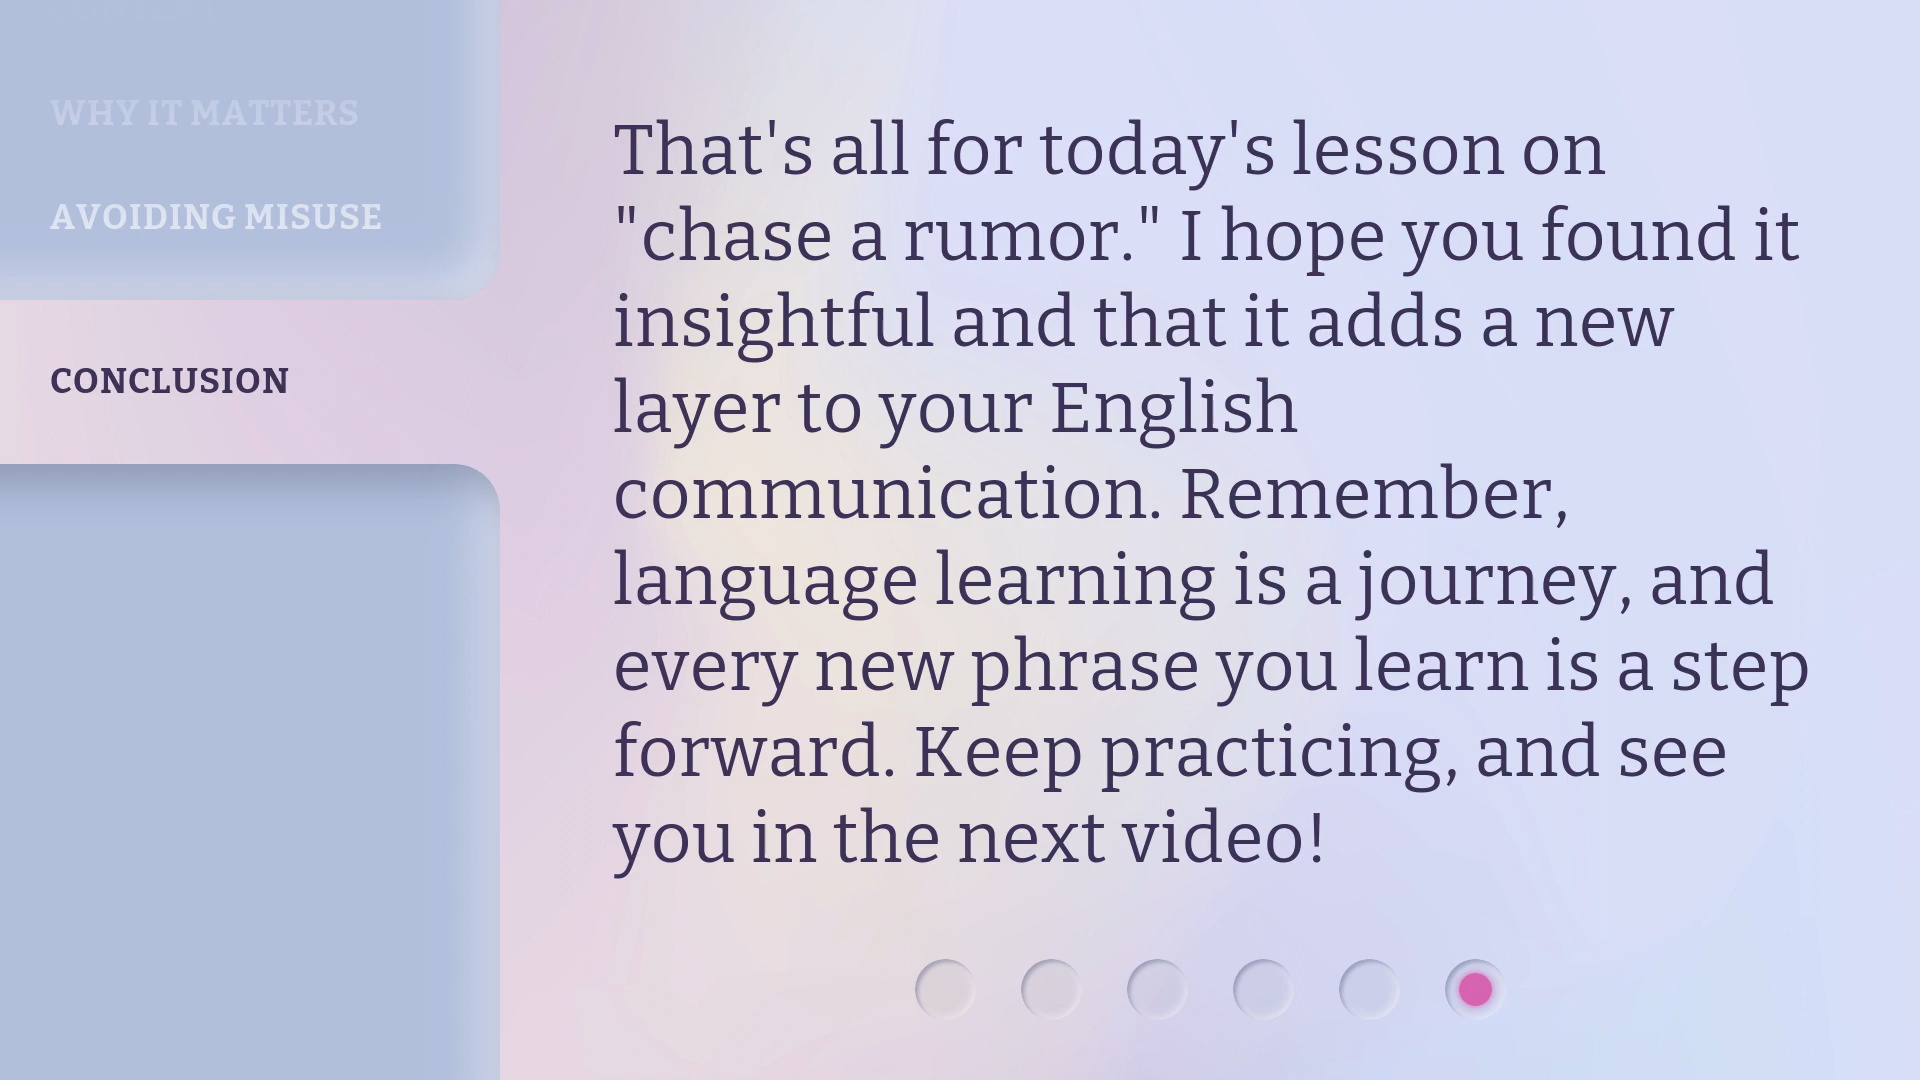 WHY IT MATTERS
AVOIDING MISUSE
CONCLUSION
That's all for today's lesson on
"chase a rumor." I hope you found it
insightful and that it adds a new
layer to your English
communication. Remember,
language learning is a journey, and
every new phrase you learn is a step
forward. Keep practicing, and see
you in the next video!